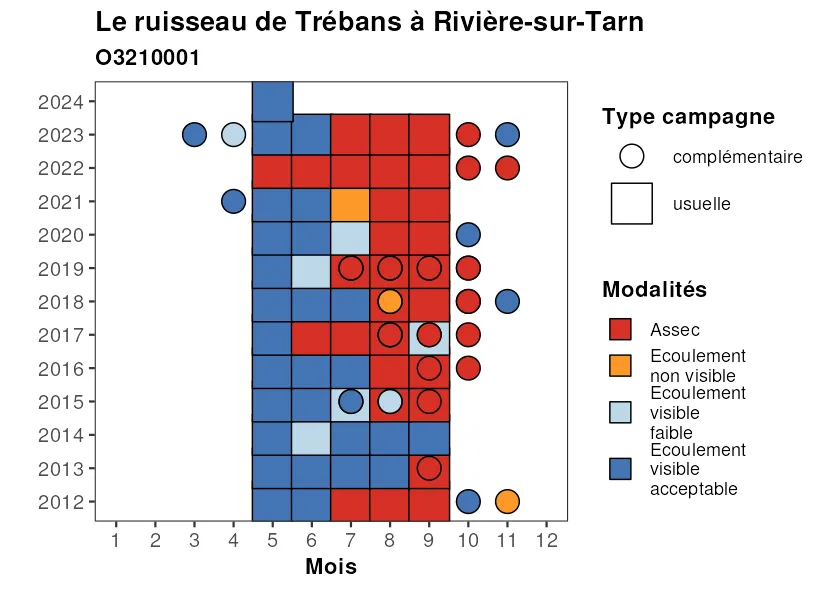 Le ruisseau de Trébans à Rivière-sur-Tarn
O3210001
2024
2023
2022
2021
2020
2019
2018
2017
2016
2015
2014
2013
2012
1 2 3 4 5 6 7 8 9 10 11 12
Mois
Type campagne
complémentaire
usuelle
Modalités
Assec
Ecoulement
non visible
Ecoulement
visible
faible
Ecoulement
visible
acceptable